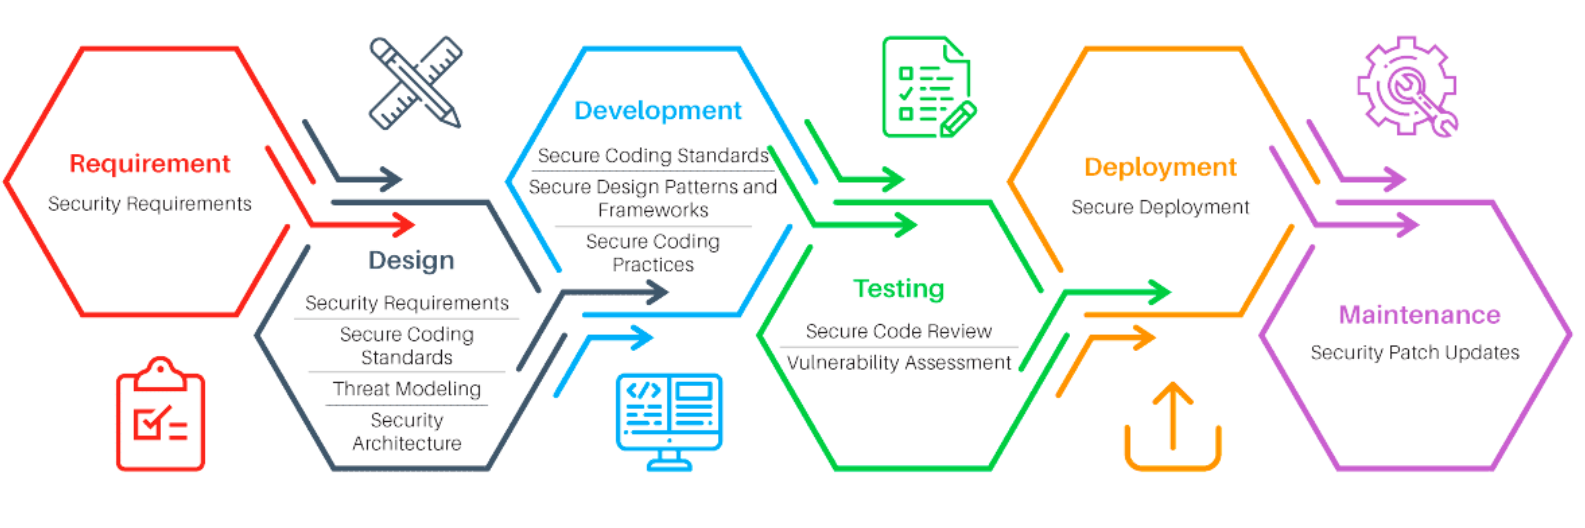 Requirement
Security Requirements
Design
Security Requirements
Secure Coding
Standards
Threat Modeling
Security
Architecture
Development
Secure Coding Standards
Secure Design Patterns and
Frameworks
Secure Coding
Practices
</>
Testing
Secure Code Review
Vulnerability Assessment
Deployment
Secure Deployment
Maintenance
Security Patch Updates